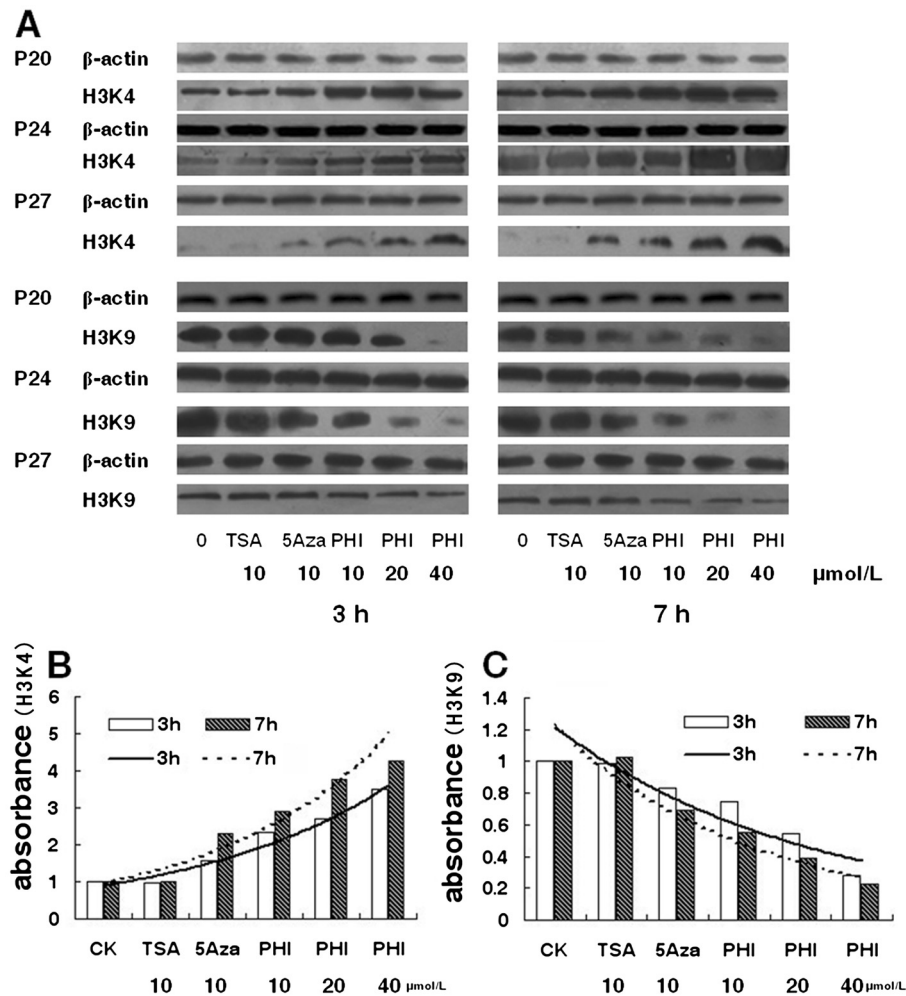 A
P20 β-actin
H3K4
P24 β-actin
H3K4
P27 β-actin
H3K4
P20 β-actin
H3K9
P24 β-actin
H3K9
P27 β-actin
H3K9
0 TSA 5Aza PHI PHI PHI 0 TSA 5Aza PHI PHI PHI
10 10 10 20 40 10 10 10 20 40 μmol/L
3 h 7 h
B
absorbance (H3K4)
6
5
4
3
2
1
0
3h 7h
3h 7h
CK TSA 5Aza PHI PHI PHI
10 10 10 20 40 μmol/L
C
absorbance (H3K9)
1.4
1.2
1
0.8
0.6
0.4
0.2
0
3h 7h
3h 7h
CK TSA 5Aza PHI PHI PHI
10 10 10 20 40 μmol/L